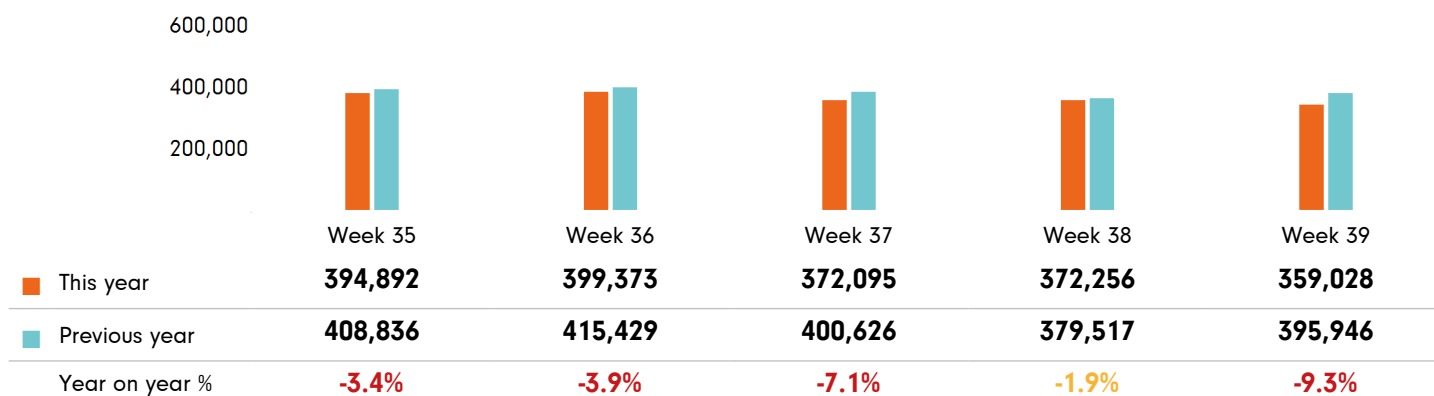 600,000
400,000
200,000
Week 35 Week 36 Week 37 Week 38 Week 39
This year 394,892 399,373 372,095 372,256 359,028
Previous year 408,836 415,429 400,626 379,517 395,946
Year on year % -3.4% -3.9% -7.1% -1.9% -9.3%